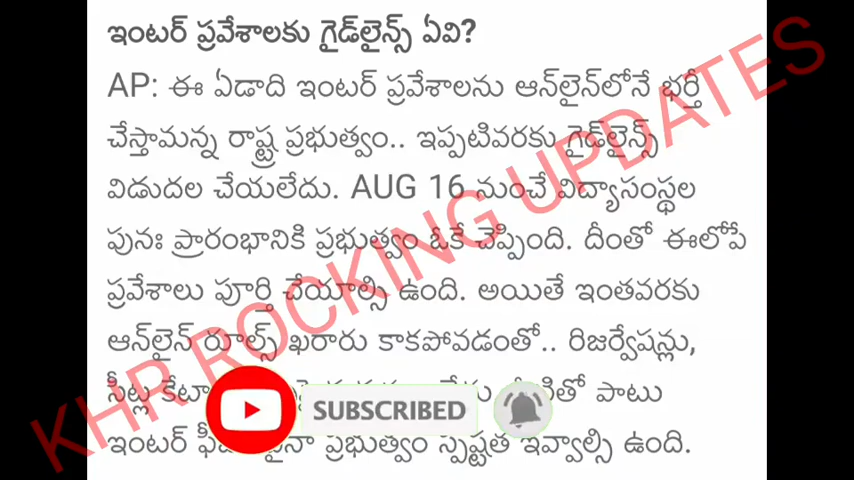 ఇంటర్ ప్రవేశాలకు గైడ్‌లైన్స్ ఏవి?
AP: ఈ ఏడాది ఇంటర్ ప్రవేశాలను ఆన్‌లైన్‌లోనే భర్తీ
చేస్తామన్న రాష్ట్ర ప్రభుత్వం.. ఇప్పటివరకు గైడ్‌లైన్స్
విడుదల చేయలేదు. AUG 16 నుంచే విద్యాసంస్థల
పునః ప్రారంభానికి ప్రభుత్వం ఓకే చెప్పింది. దీంతో ఈలోపే
ప్రవేశాలు పూర్తి చేయాల్సి ఉంది. అయితే ఇంతవరకు
ఆన్‌లైన్ రూల్స్ ఖరారు కాకపోవడంతో.. రిజర్వేషన్లు,
సీట్ల పాటు
ఇంటర్ ప్రభుత్వం స్పష్టత ఇవ్వాల్సి ఉంది.
KHR ROCKING UPDATES
SUBSCRIBED